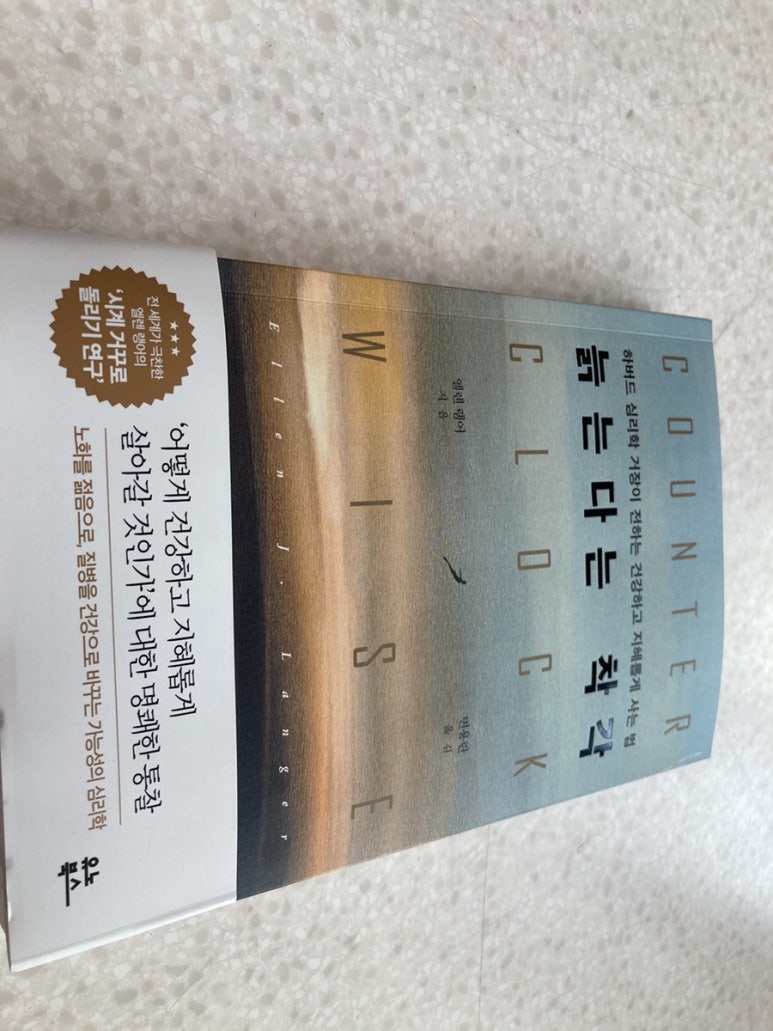 COUNTER
하버드 심리학 거장이 전하는 건강하고 지혜롭게 사는 법
늙는다는 착각
CLOCK
엘렌 랭어
지음
변용란
옮김
WISE
Ellen J. Langer
★★★
전 세계가 극찬한
엘렌 랭어의
‘시계 거꾸로
돌리기 연구’
‘어떻게 건강하고 지혜롭게
살아갈 것인가’에 대한 명쾌한 통찰
노화를 젊음으로, 질병을 건강으로 바꾸는 가능성의 심리학
유노
북스